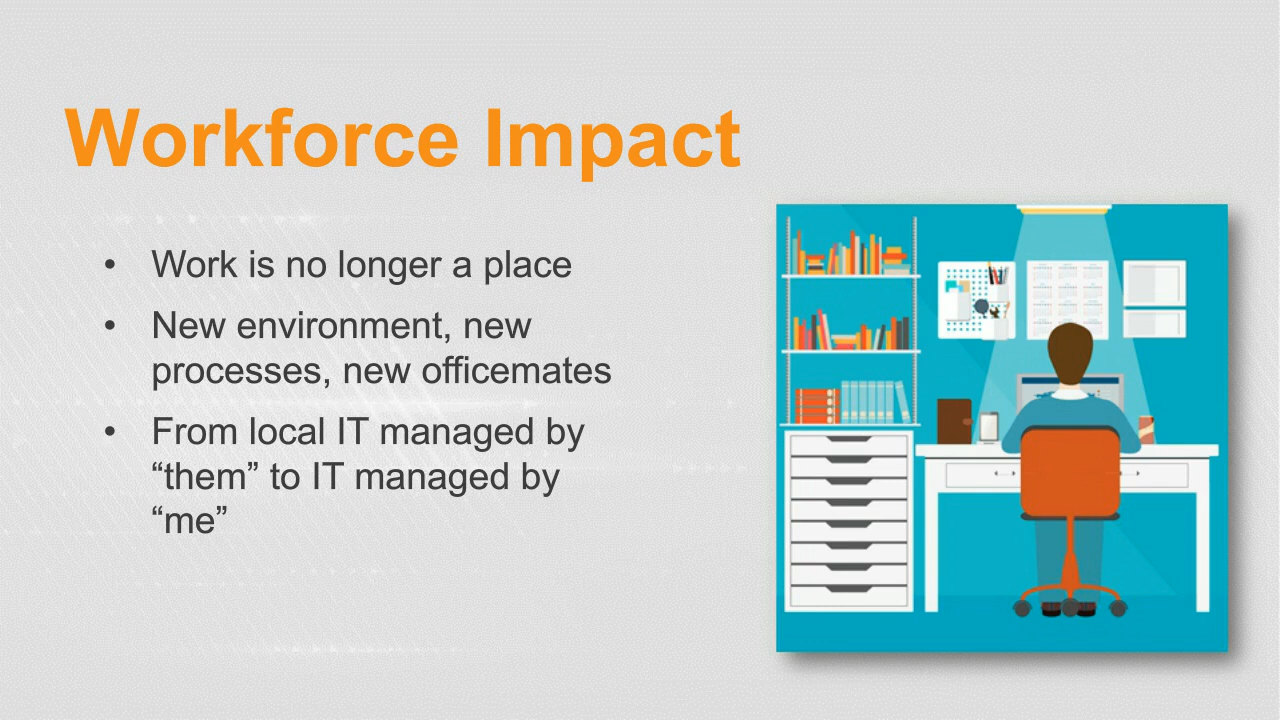 Workforce Impact
• Work is no longer a place
• New environment, new
processes, new officemates
• From local IT managed by
“them” to IT managed by
“me”